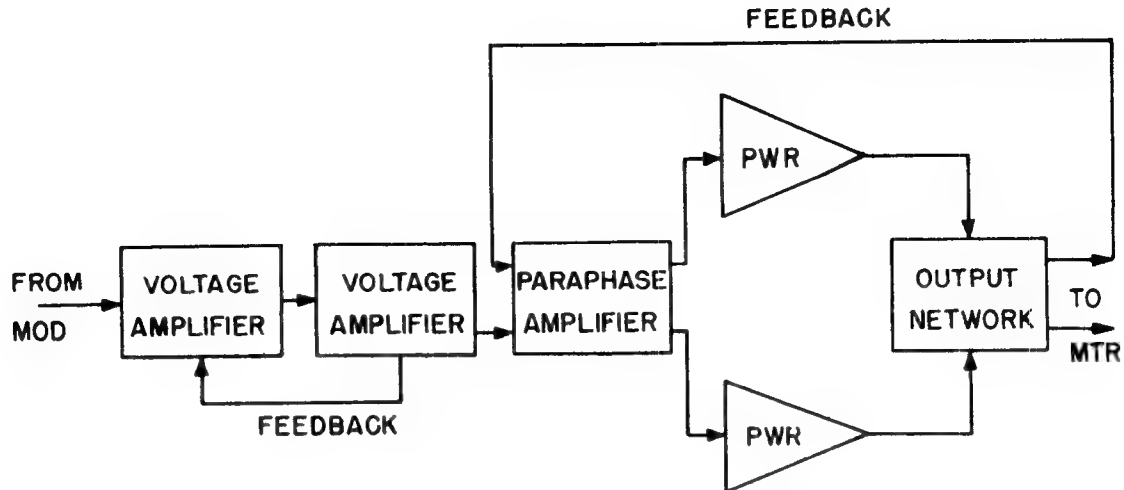 FEEDBACK
PWR
FROM
MOD
VOLTAGE
AMPLIFIER
VOLTAGE
AMPLIFIER
PARAPHASE
AMPLIFIER
OUTPUT
NETWORK
TO
MTR
FEEDBACK
PWR